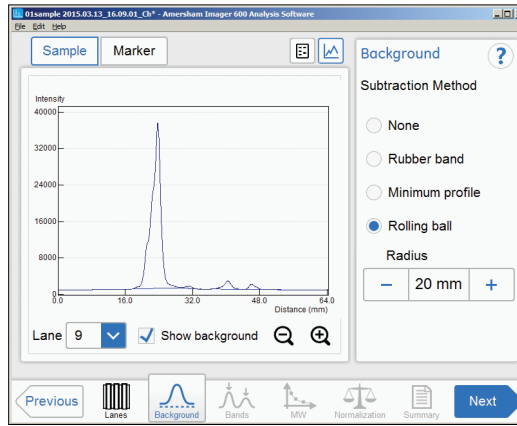 01sample 2015.03.13_16.09.01_Ch* - Amersham Imager 600 Analysis Software
File Edit Help
Sample Marker
Background ?
Subtraction Method
None
Rubber band
Minimum profile
Rolling ball
Radius
− 20 mm +
Intensity
40000
32000
24000
16000
8000
0
0.0 16.0 32.0 48.0 64.0
Distance (mm)
Lane 9 Show background
Previous Lanes Background Bands MW Normalization Summary Next